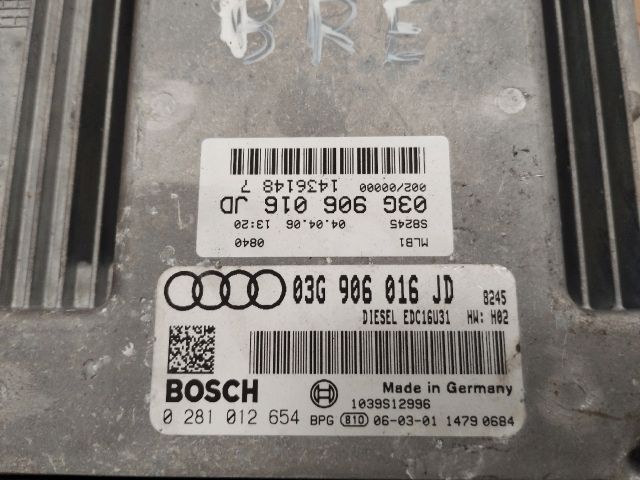 BRE
1436148 7
002/00000
03G 906 016 JD
S8245 04.04.06 13:20
MLB1 0840
03G 906 016 JD 8245
DIESEL EDC16U31 HW: H02
BOSCH
Made in Germany
1039S12996
0 281 012 654 BPG 810 06-03-01 1479 0684